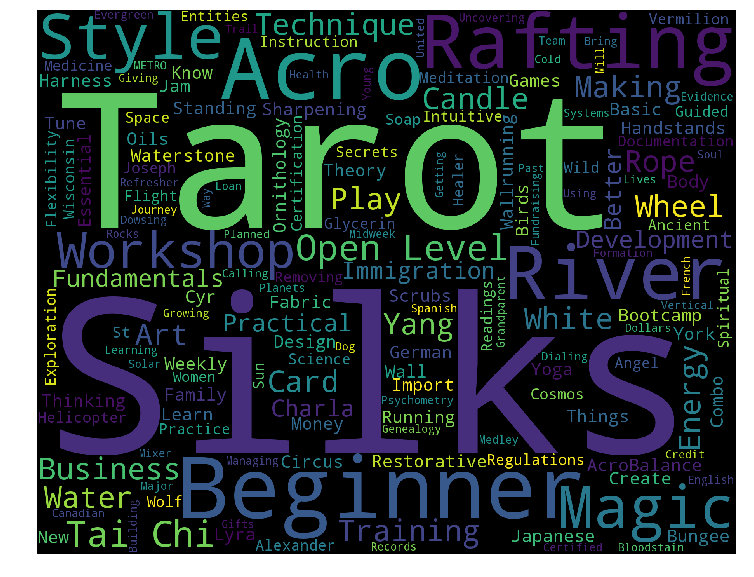 Evergreen
Entities
Technique
Uncovering
Vermilion
Style
Trail
Instruction
Acro
United
Rafting
Team
Bring
Cold
Will
Medicine
METRO
Giving
Know
Harness
Jam
Health
Young
Meditation
Games
Making
Systems
Evidence
Candle
Basic
Guided
Tarot
Standing
Sharpening
Soap
Intuitive
Handstands
Tune
Space
Oils
Documentation
Flexibility
Wisconsin
Essential
Waterstone
Joseph
Refresher
Flight
Journey
Dowsing
Way
Loan
Ornithology
Certification
Secrets
Theory
Getting
Healer
Wallrunning
Birds
Past
Fundraising
Wild
Using
Rope
Better
Lives
Soul
Body
Play
Wheel
Ancient
Rocks
Planned
Glycerin
Midweek
Development
Formation
Workshop
Open Level
River
Calling
Removing
Immigration
Fundamentals
Growing
Planets
Fabric
Scrubs
Spanish
Readings
Grandparent
French
Vertical
Spiritual
Exploration
Cyr
St
Art
Practical
Yang
White
Bootcamp
Dollars
York
Silks
Learning
Solar
Weekly
Women
Sun
Design
Science
Dog
German
Wall
Dialing
Yoga
Angel
Energy
Combo
Thinking
Helicopter
Family
Learn
Practice
Card
Charla
Money
Import
Psychometry
Running
Genealogy
Cosmos
Things
Medley
Credit
Business
Mixer
Managing
Circus
Restorative
Regulations
AcroBalance
Create
English
Water
Major
Wolf
Beginner
Magic
Canadian
Building
Gifts
Training
New
Tai Chi
Lyra
Alexander
Records
Japanese
Certified
Bungee
Bloodstain